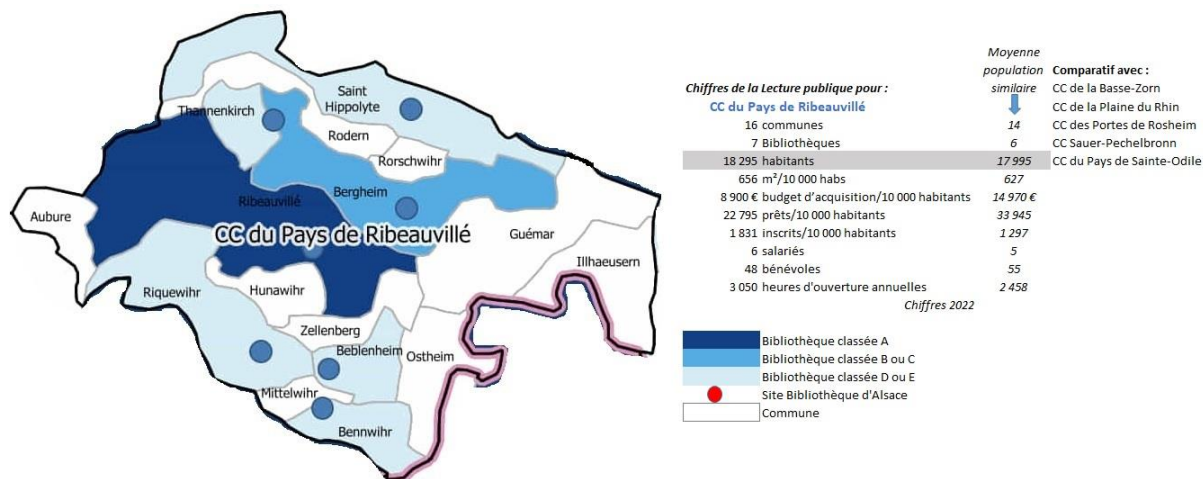 Saint
Hippolyte
Thannenkirch
Rodern
Rorschwihr
Bergheim
Ribeauvillé
Aubure
CC du Pays de Ribeauvillé
Guémar
Illhaeusern
Riquewihr
Hunawihr
Zellenberg
Beblenheim
Ostheim
Mittelwihr
Bennwihr
Moyenne
population
similaire
Comparatif avec :
Chiffres de la Lecture publique pour :
CC du Pays de Ribeauvillé
CC de la Basse-Zorn
CC de la Plaine du Rhin
16 communes 14 CC des Portes de Rosheim
7 Bibliothèques 6 CC Sauer-Pechelbronn
18 295 habitants 17 995 CC du Pays de Sainte-Odile
656 m²/10 000 habs 627
8 900 € budget d'acquisition/10 000 habitants 14 970 €
22 795 prêts/10 000 habitants 33 945
1 831 inscrits/10 000 habitants 1 297
6 salariés 5
48 bénévoles 55
3 050 heures d'ouverture annuelles 2 458
Chiffres 2022
Bibliothèque classée A
Bibliothèque classée B ou C
Bibliothèque classée D ou E
Site Bibliothèque d'Alsace
Commune